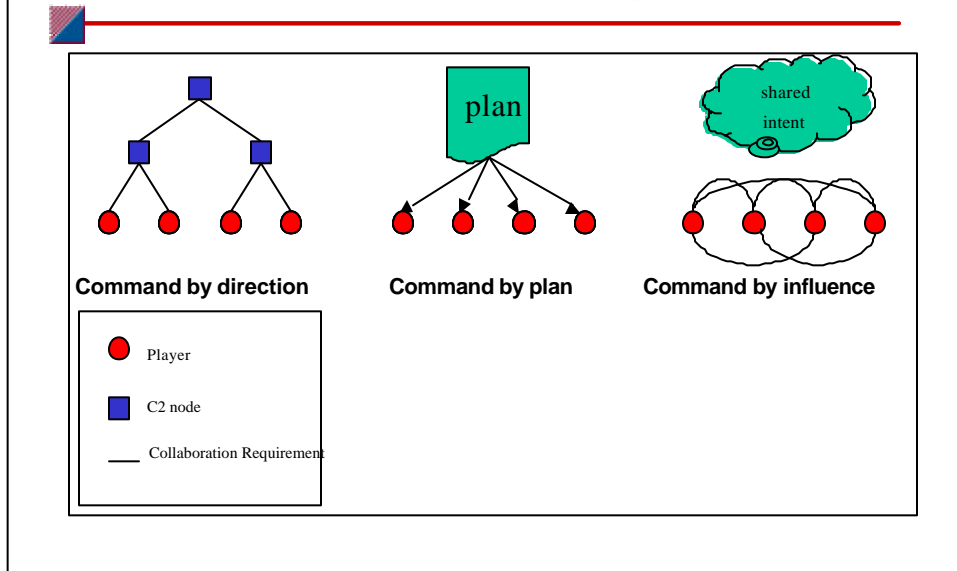 plan
shared
intent
Command by direction
Command by plan
Command by influence
Player
C2 node
Collaboration Requirement